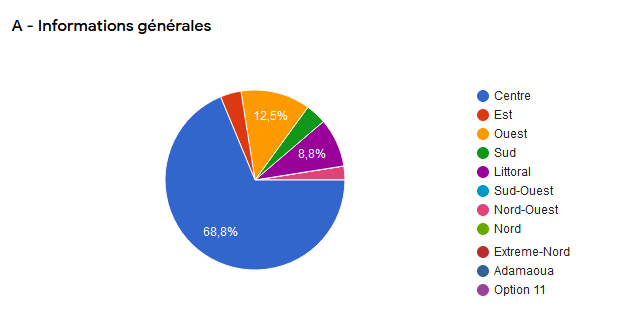 A - Informations générales
12,5%
8,8%
68,8%
Centre
Est
Ouest
Sud
Littoral
Sud-Ouest
Nord-Ouest
Nord
Extreme-Nord
Adamaoua
Option 11